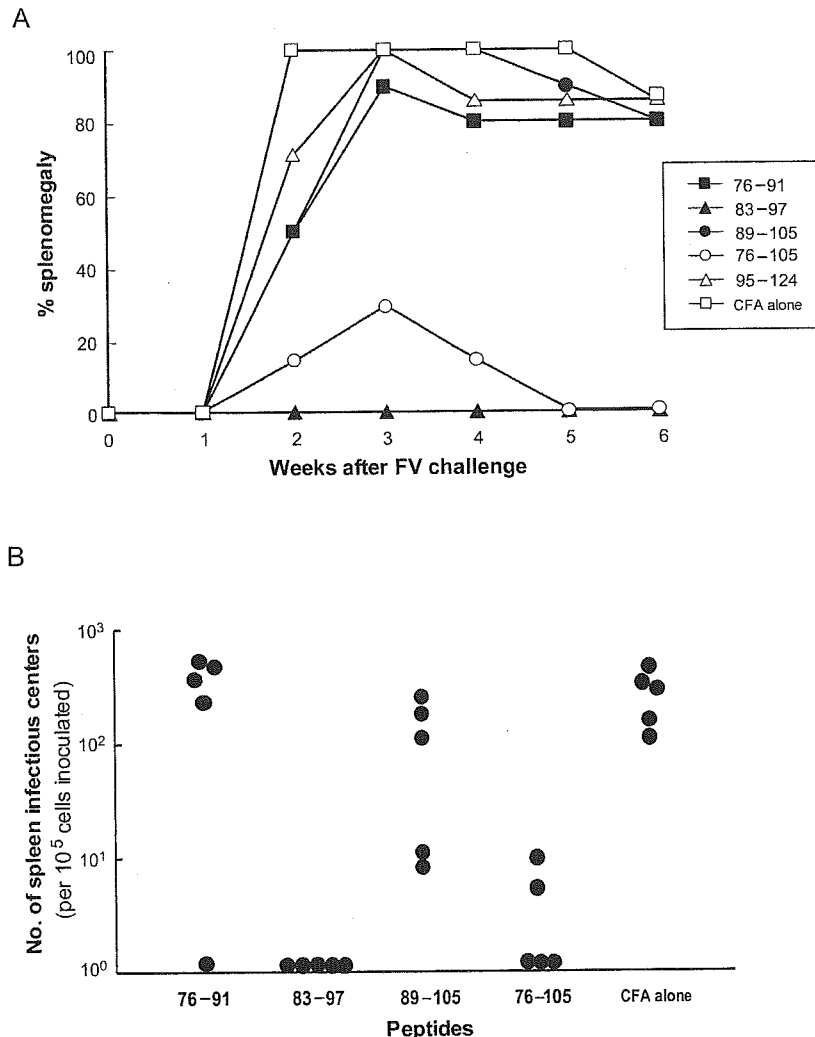 A
100
80
60
40
20
0
% splenomegaly
0 1 2 3 4 5 6
Weeks after FV challenge
76–91
83–97
89–105
76–105
95–124
CFA alone
B
No. of spleen infectious centers
(per 10⁵ cells inoculated)
10³
10²
10¹
10⁰
76–91 83–97 89–105 76–105 CFA alone
Peptides